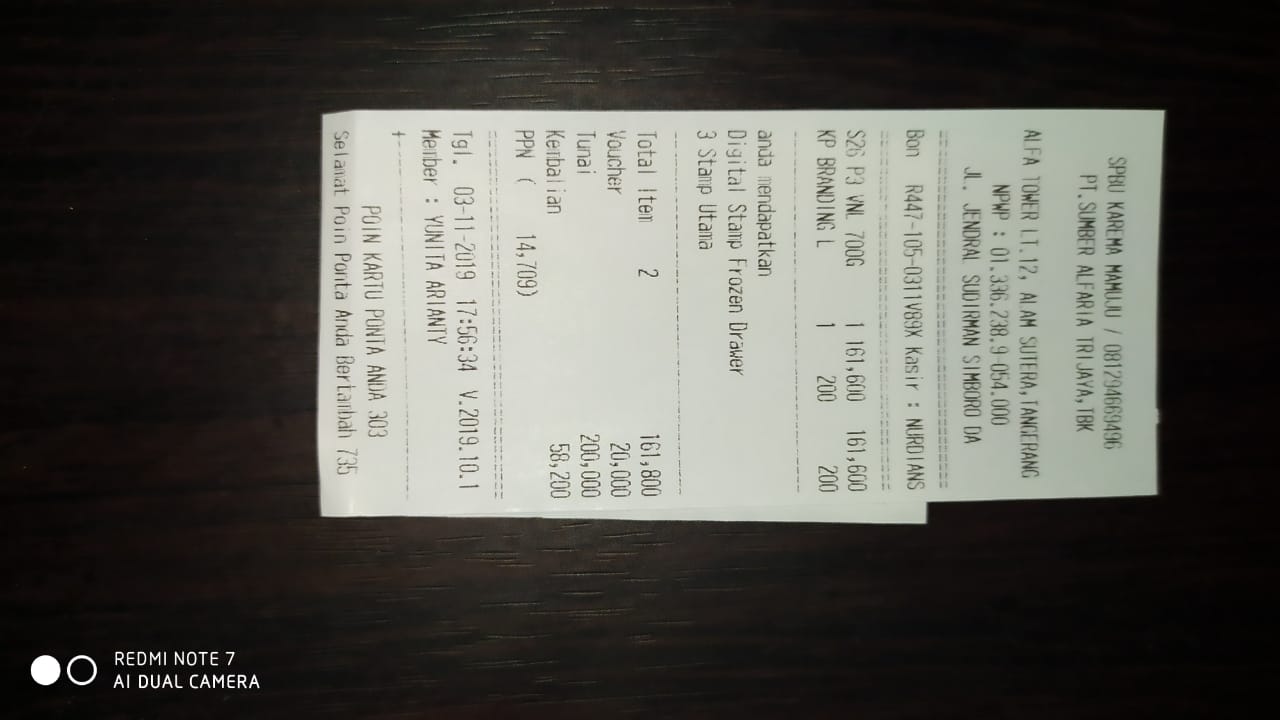 SPBU KAREMA MAMUJU / 081294669496
PT.SUMBER ALFARIA TRIJAYA,TBK
ALFA TOWER LT.12, ALAM SUTERA,TANGERANG
NPWP : 01.336.238.9-054.000
JL. JENDRAL SUDIRMAN SIMBORO DA
Bon R447-105-0311V89X Kasir : NURDIANS
S26 P3 VNL 700G 1 161,600 161,600
KP BRANDING L 1 200 200
anda mendapatkan
Digital Stamp Frozen Drawer
3 Stamp Utama
Total Item 2 161,800
Voucher 20,000
Tunai 200,000
Kembalian 58,200
PPN ( 14,709)
Tgl. 03-11-2019 17:56:34 V.2019.10.1
Member : YUNITA ARIANTY
+
POIN KARTU PONTA ANDA 303
Selamat Poin Ponta Anda Bertambah 735
REDMI NOTE 7
AI DUAL CAMERA